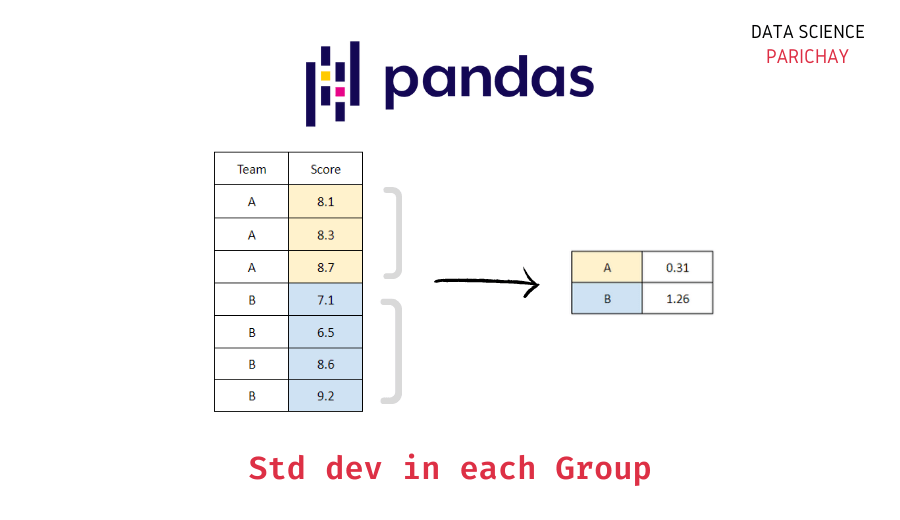 DATA SCIENCE
PARICHAY
pandas
Team Score
A 8.1
A 8.3
A 8.7
B 7.1
B 6.5
B 8.6
B 9.2
A 0.31
B 1.26
Std dev in each Group